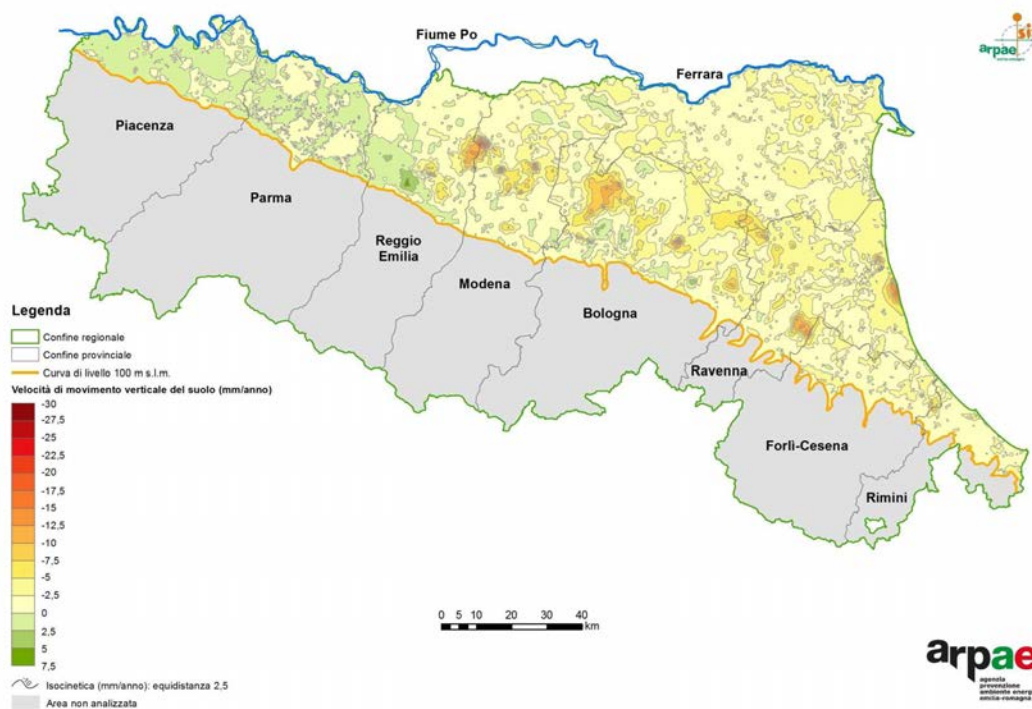 Fiume Po
Ferrara
si
arpae
emilia-romagna
Piacenza
Parma
Reggio
Emilia
Modena
Bologna
Ravenna
Forlì-Cesena
Rimini
Legenda
Confine regionale
Confine provinciale
Curva di livello 100 m s.l.m.
Velocità di movimento verticale del suolo (mm/anno)
-30
-27,5
-25
-22,5
-20
-17,5
-15
-12,5
-10
-7,5
-5
-2,5
0
2,5
5
7,5
Isocinetica (mm/anno): equidistanza 2,5
Area non analizzata
0 5 10 20 30 40
km
arpae
agenzia
prevenzione
ambiente energia
emilia-romagna